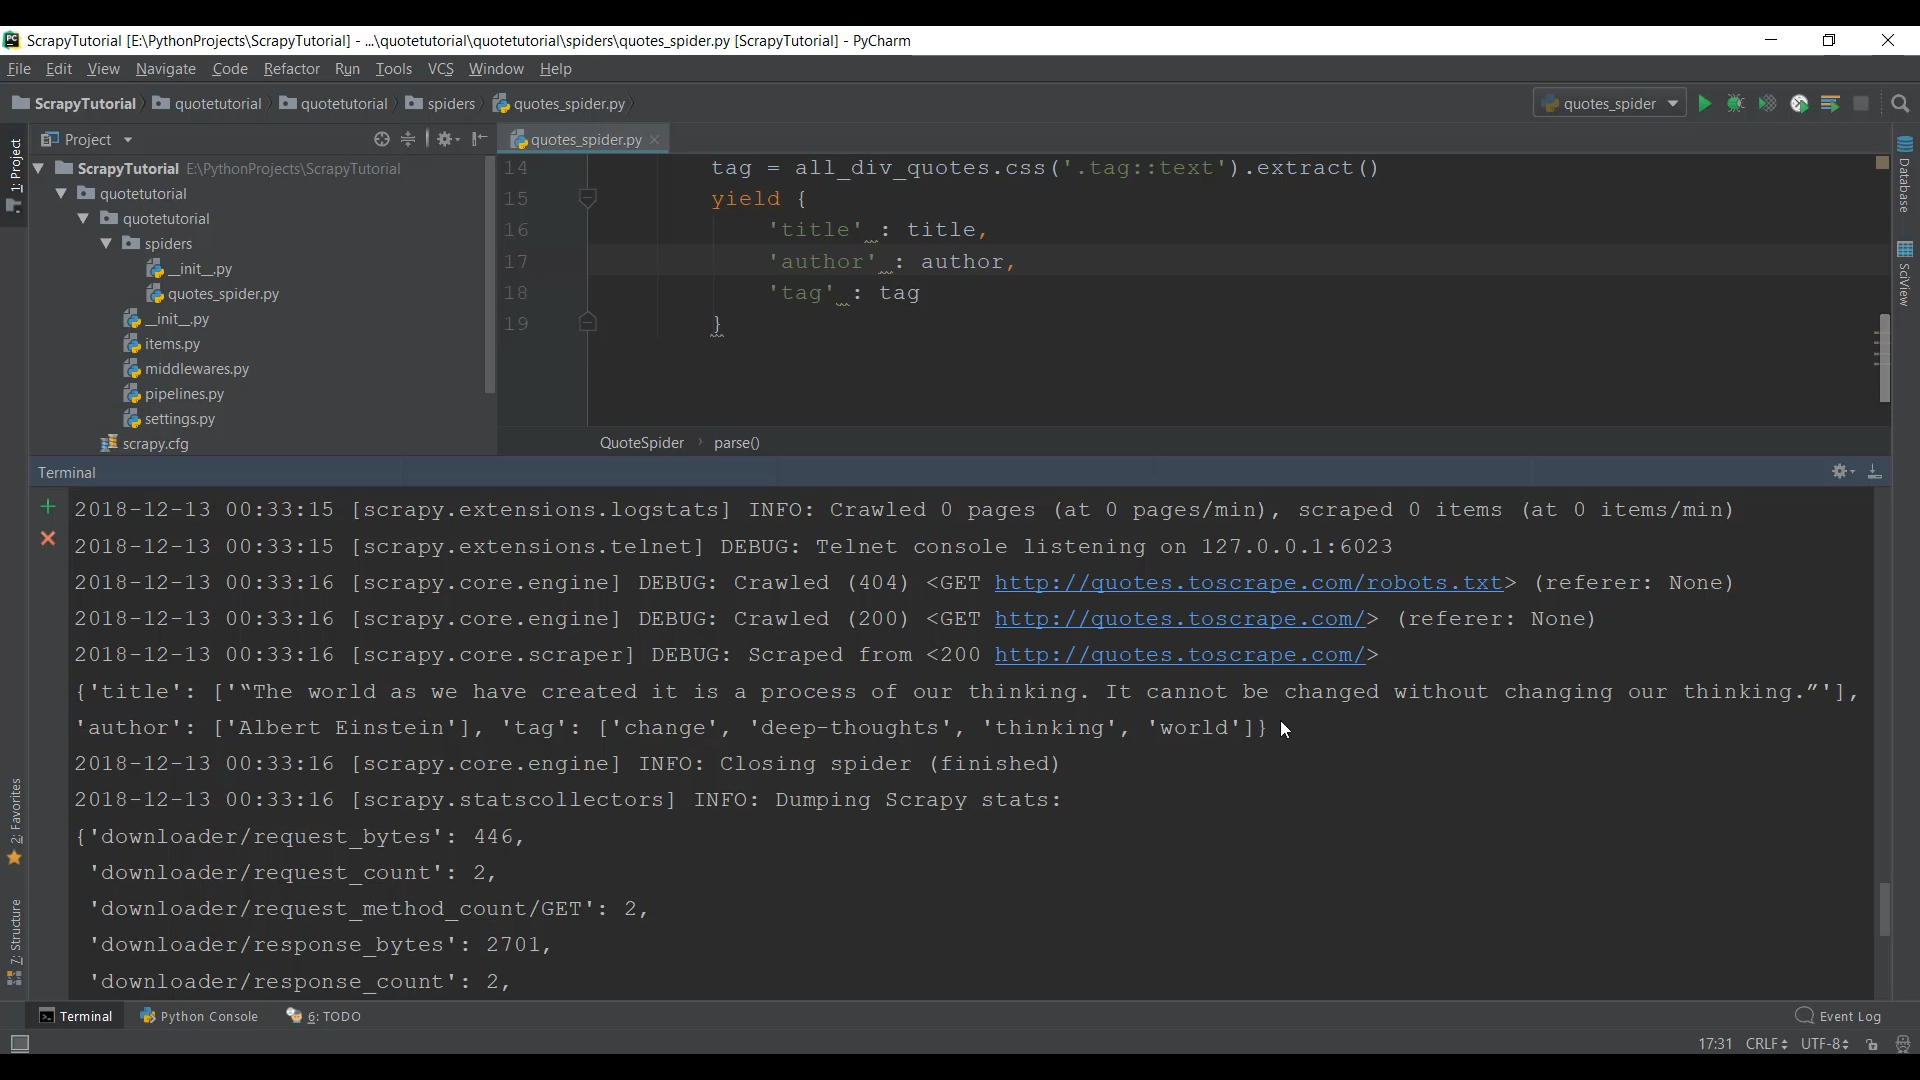 ScrapyTutorial [E:\PythonProjects\ScrapyTutorial] - ...\quotetutorial\quotetutorial\spiders\quotes_spider.py [ScrapyTutorial] - PyCharm
File Edit View Navigate Code Refactor Run Tools VCS Window Help
ScrapyTutorial quotetutorial quotetutorial spiders quotes_spider.py quotes_spider
1: Project
Project
quotes_spider.py
ScrapyTutorial E:\PythonProjects\ScrapyTutorial
quotetutorial
quotetutorial
spiders
__init__.py
quotes_spider.py
__init__.py
items.py
middlewares.py
pipelines.py
settings.py
scrapy.cfg
14 tag = all_div_quotes.css('.tag::text').extract()
15 yield {
16 'title' : title,
17 'author' : author,
18 'tag' : tag
19 }
QuoteSpider › parse()
Database
SciView
Terminal
2018-12-13 00:33:15 [scrapy.extensions.logstats] INFO: Crawled 0 pages (at 0 pages/min), scraped 0 items (at 0 items/min)
2018-12-13 00:33:15 [scrapy.extensions.telnet] DEBUG: Telnet console listening on 127.0.0.1:6023
2018-12-13 00:33:16 [scrapy.core.engine] DEBUG: Crawled (404) <GET http://quotes.toscrape.com/robots.txt> (referer: None)
2018-12-13 00:33:16 [scrapy.core.engine] DEBUG: Crawled (200) <GET http://quotes.toscrape.com/> (referer: None)
2018-12-13 00:33:16 [scrapy.core.scraper] DEBUG: Scraped from <200 http://quotes.toscrape.com/>
{'title': ['“The world as we have created it is a process of our thinking. It cannot be changed without changing our thinking.”'],
'author': ['Albert Einstein'], 'tag': ['change', 'deep-thoughts', 'thinking', 'world']}
2018-12-13 00:33:16 [scrapy.core.engine] INFO: Closing spider (finished)
2018-12-13 00:33:16 [scrapy.statscollectors] INFO: Dumping Scrapy stats:
{'downloader/request_bytes': 446,
'downloader/request_count': 2,
'downloader/request_method_count/GET': 2,
'downloader/response_bytes': 2701,
'downloader/response_count': 2,
2: Favorites
7: Structure
Terminal Python Console 6: TODO Event Log
17:31 CRLF UTF-8